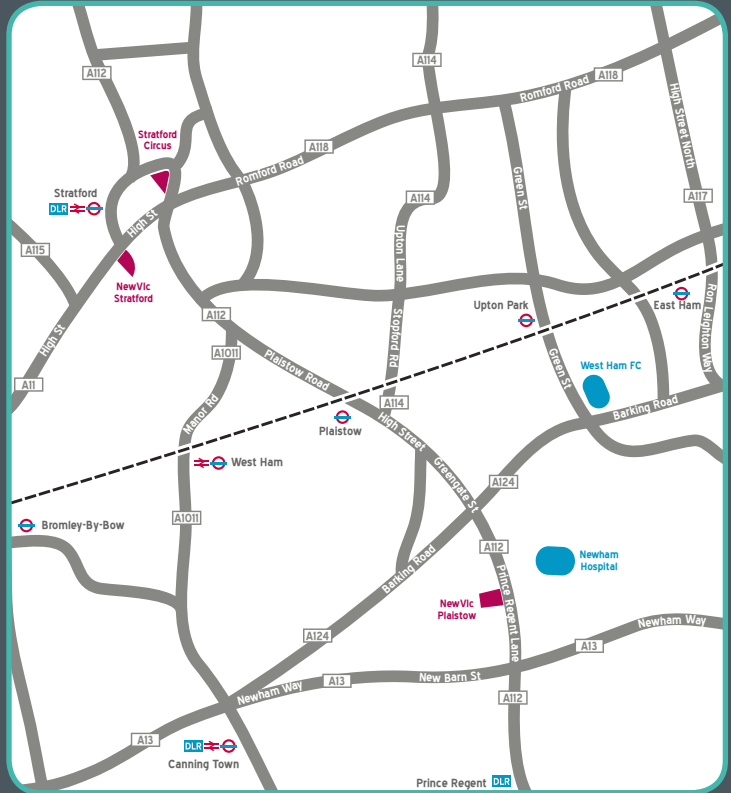 A114
A118
Romford Road
A112
High Street North
Stratford
Circus
A118
Romford Road
Green St
Stratford
DLR
A114
A117
High St
Upton Lane
A115
NewVIc
Stratford
Upton Park
East Ham
Ron Leighton Way
A112
Stopford Rd
High St
A1011
Plaistow Road
Green St
West Ham FC
A11
A114
Barking Road
Manor Rd
Plaistow
High Street
West Ham
Greengate St
A124
A1011
Bromley-By-Bow
A112
Newham
Hospital
Barking Road
Prince Regent Lane
NewVIc
Plaistow
Newham Way
A124
A13
New Barn St
A13
Newham Way
A112
A13
DLR
Canning Town
Prince Regent DLR